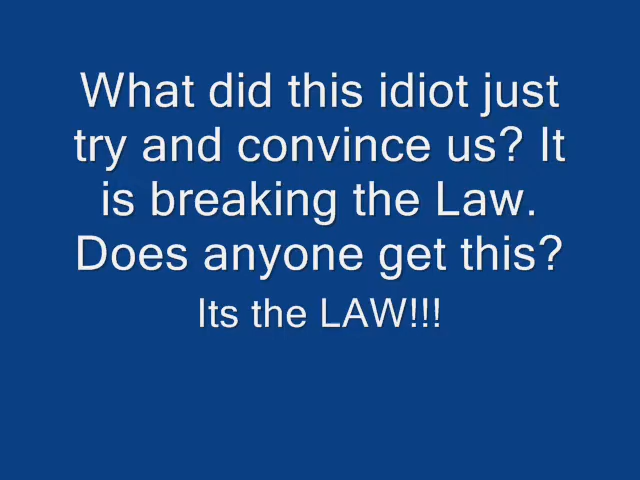 What did this idiot just
try and convince us? It
is breaking the Law.
Does anyone get this?
Its the LAW!!!